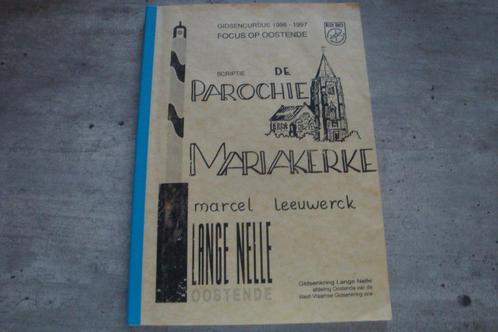 GIDSENCURSUS 1996 - 1997
FOCUS OP OOSTENDE
SCRIPTIE DE
PAROCHIE
MARIAKERKE
marcel leeuwerck
LANGE NELLE
OOSTENDE
Gidsenkring Lange Nelle
afdeling Oostende van de
West-Vlaamse Gidsenkring vzw